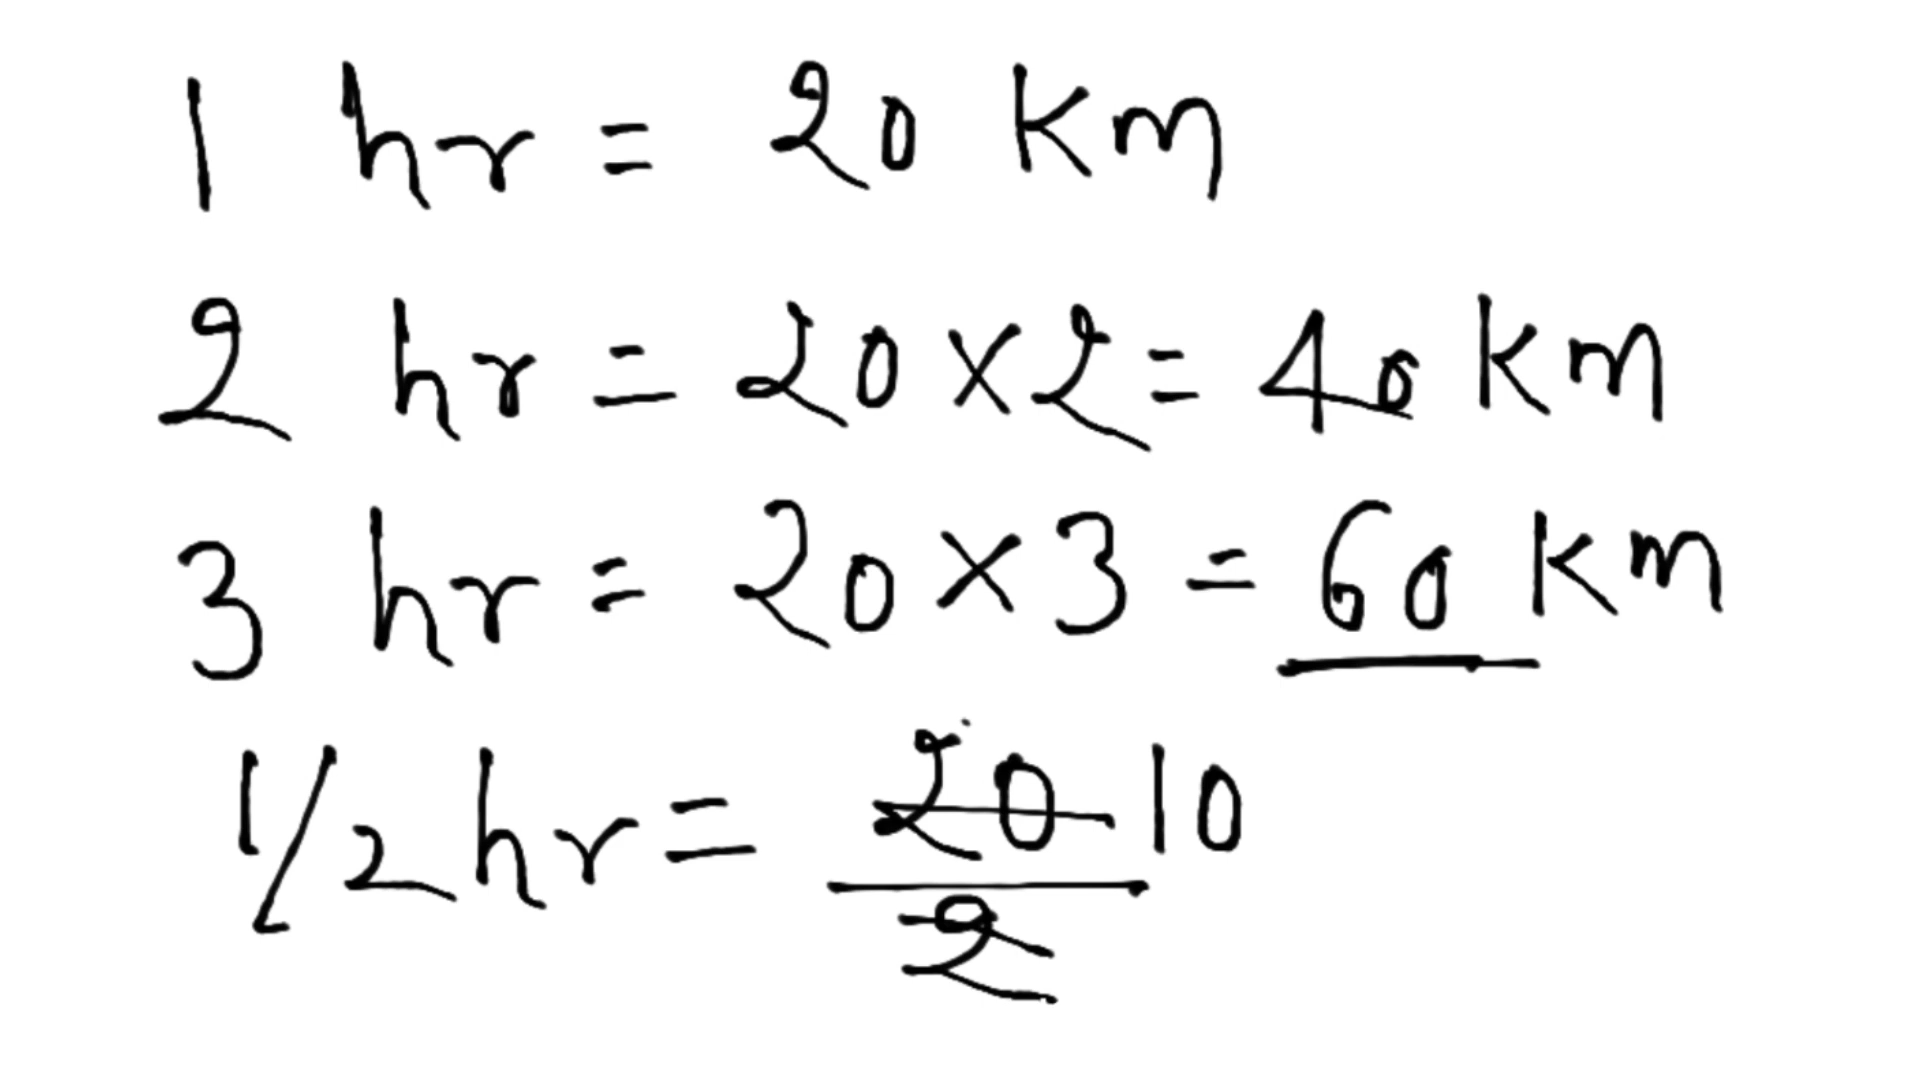 1 hr = 20 Km
2 hr = 20 × 2 = 40 Km
3 hr = 20 × 3 = 60 Km
1/2 hr = 20/2 10